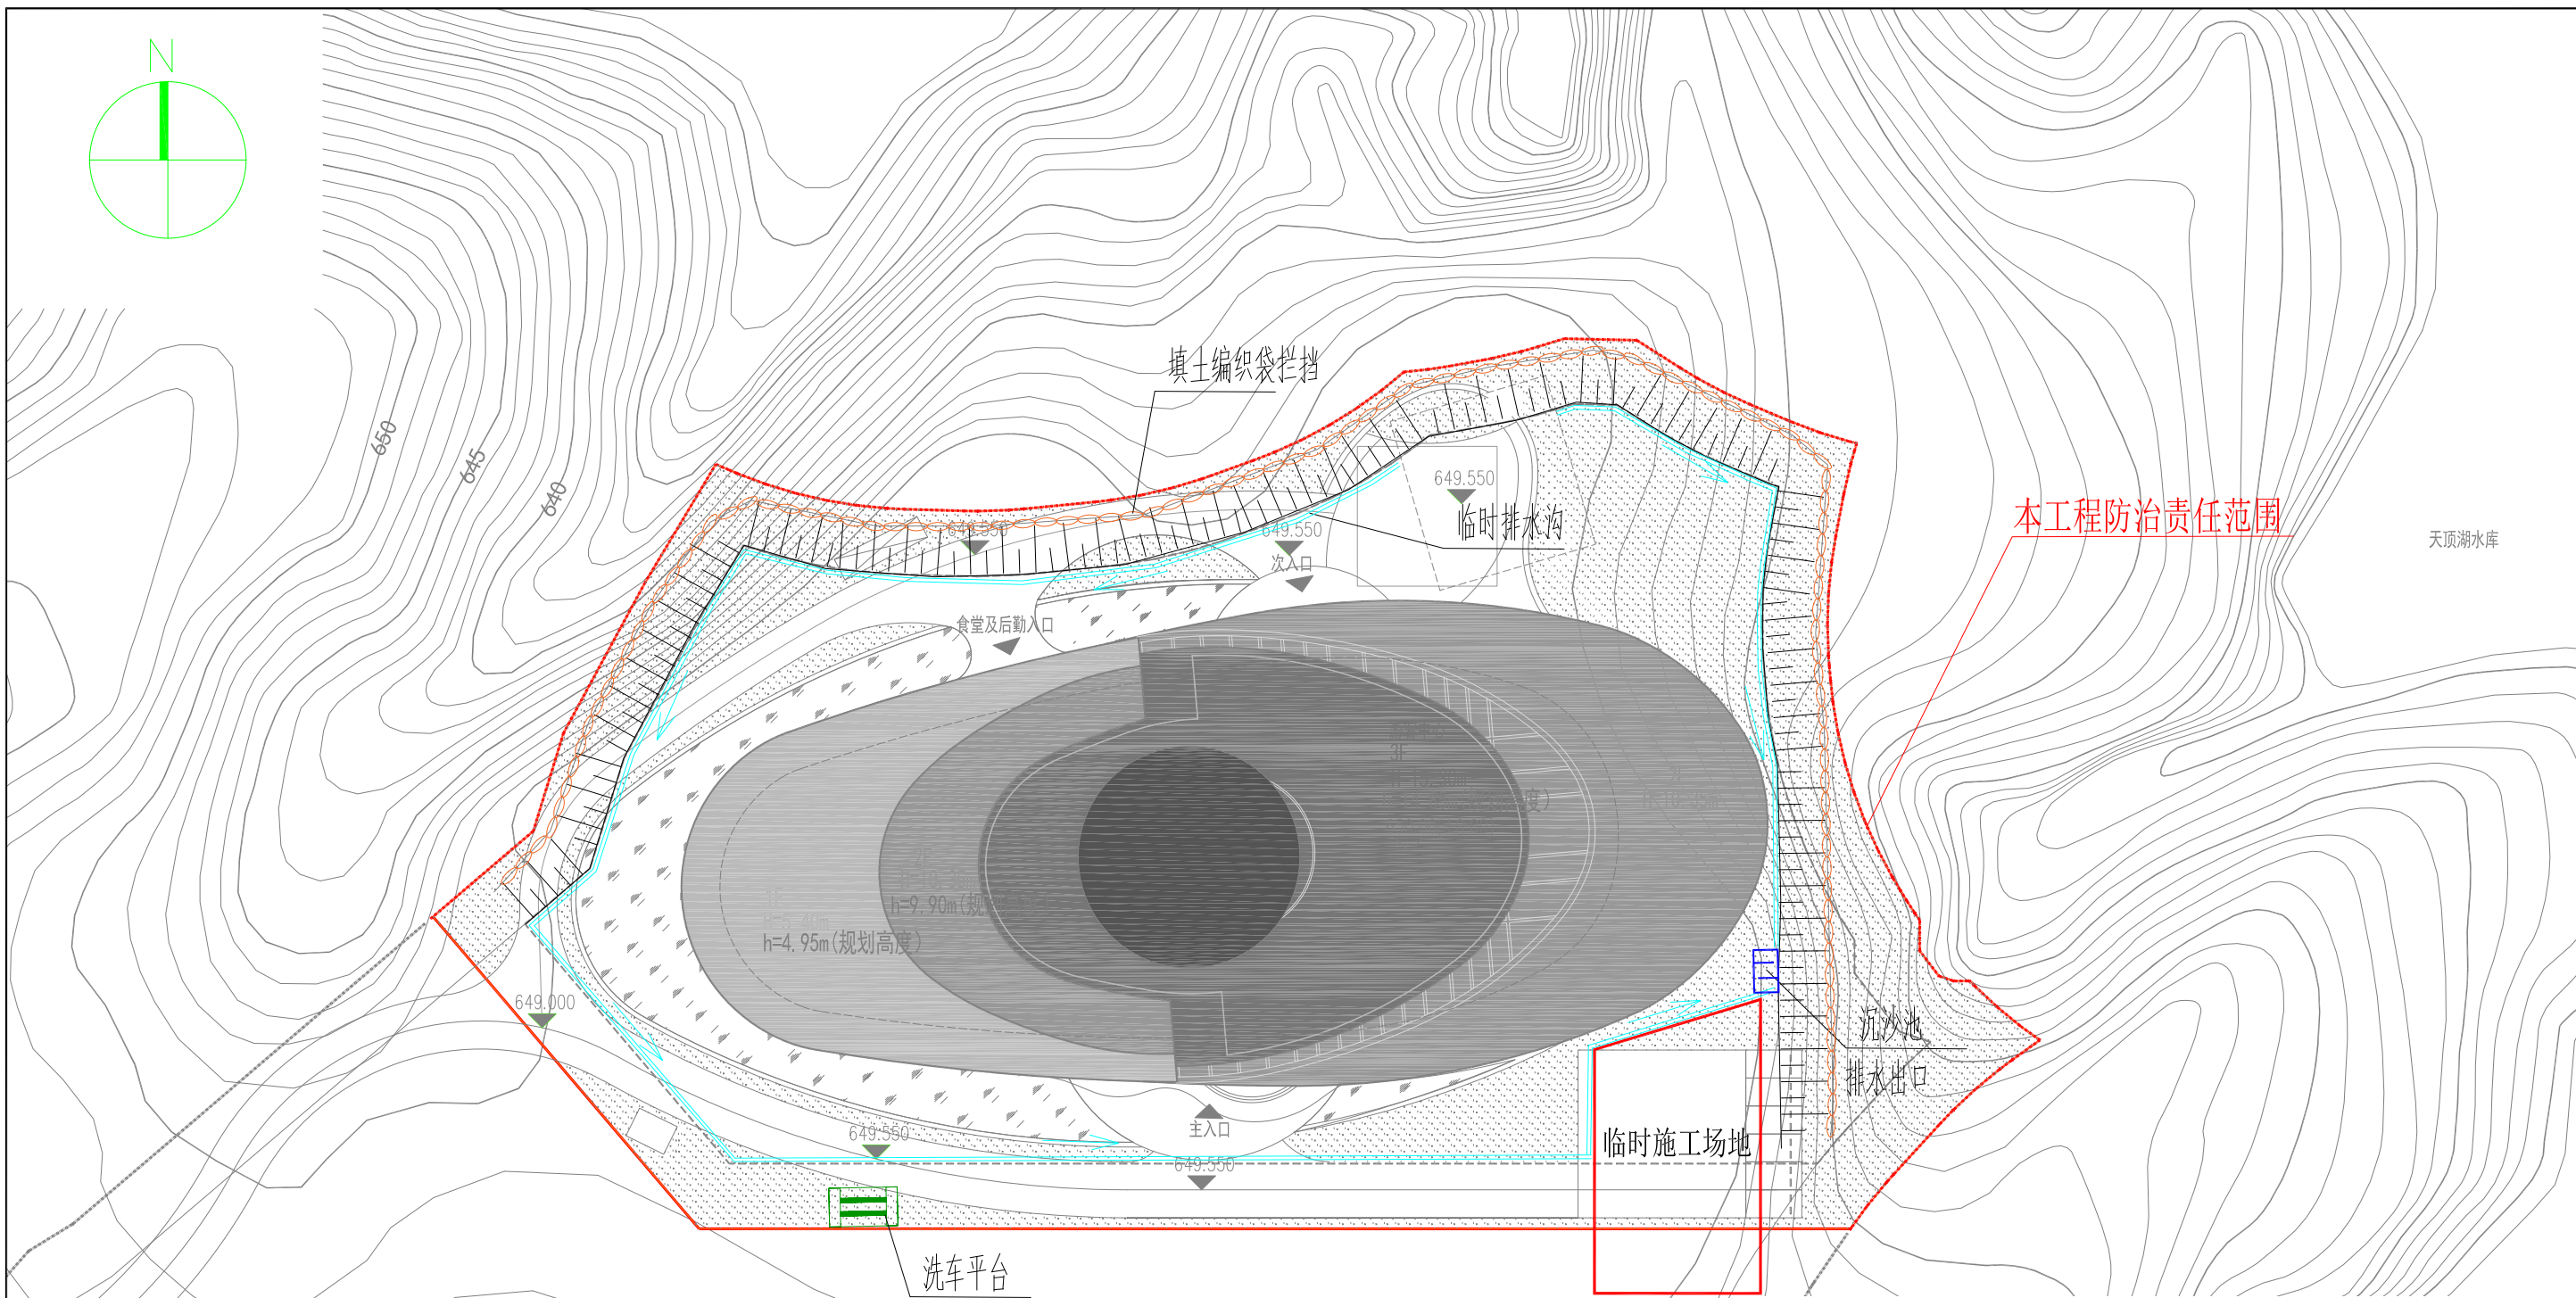 N
填土编织袋拦挡
650
645
640
649.550
临时排水沟
本工程防治责任范围
天顶湖水库
649.550
649.550
次入口
食堂及后勤入口
3F
h=9.90m(规
h=4.95m(规划高度)
649.000
沉沙池
排水出口
649.550
主入口
649.550
临时施工场地
洗车平台